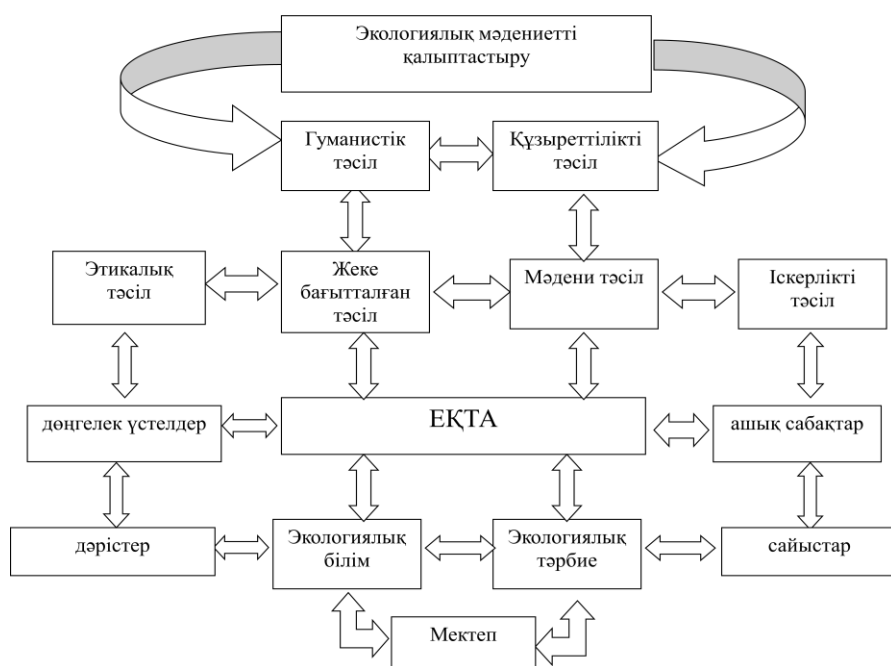 Экологиялық мәдениетті
қалыптастыру
Гуманистік
тәсіл
Құзыреттілікті
тәсіл
Этикалық
тәсіл
Жеке
бағытталған
тәсіл
Мәдени тәсіл
Іскерлікті
тәсіл
дөңгелек үстелдер
ЕҚТА
ашық сабақтар
дәрістер
Экологиялық
білім
Экологиялық
тәрбие
сайыстар
Мектеп